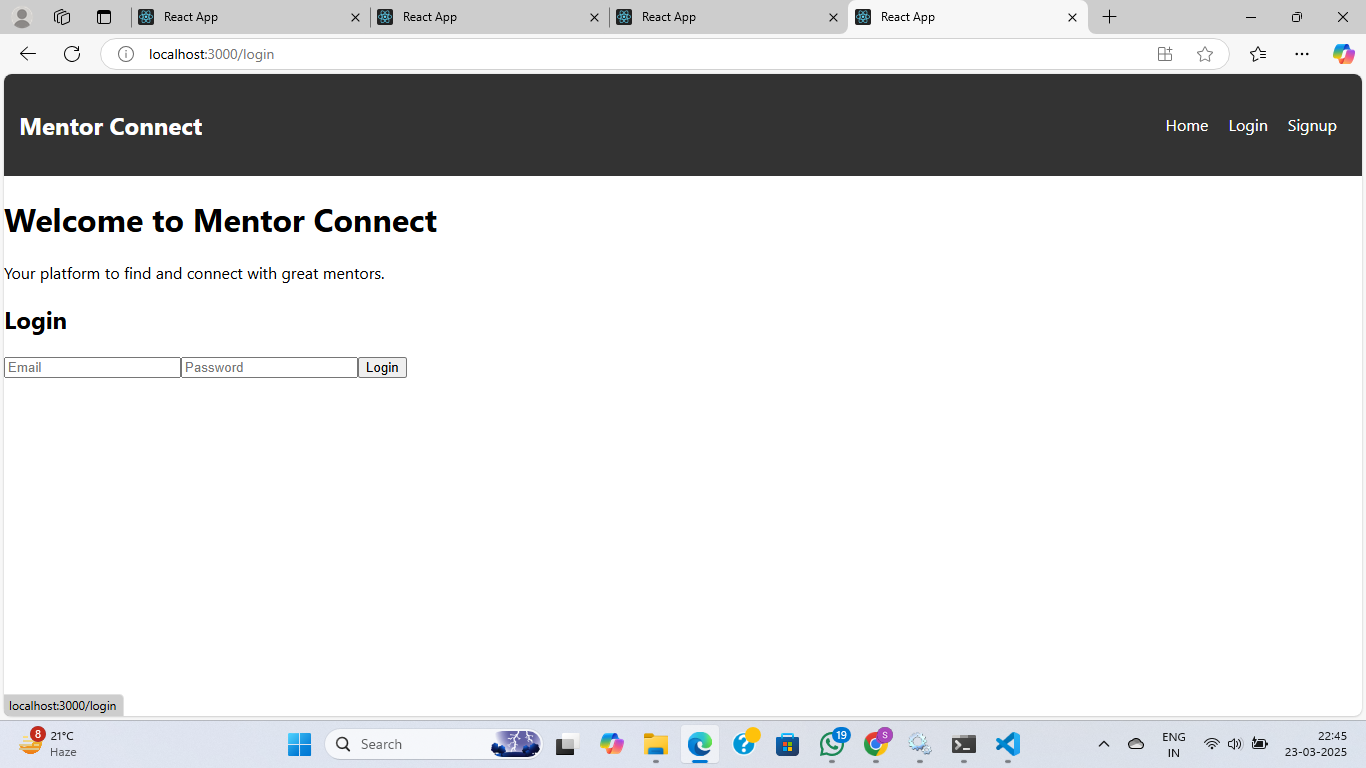 React App
React App
React App
React App
localhost:3000/login
Mentor Connect
Home Login Signup
Welcome to Mentor Connect
Your platform to find and connect with great mentors.
Login
Email Password Login
localhost:3000/login
8
21°C
Haze
Search
19
S
ENG
IN
22:45
23-03-2025